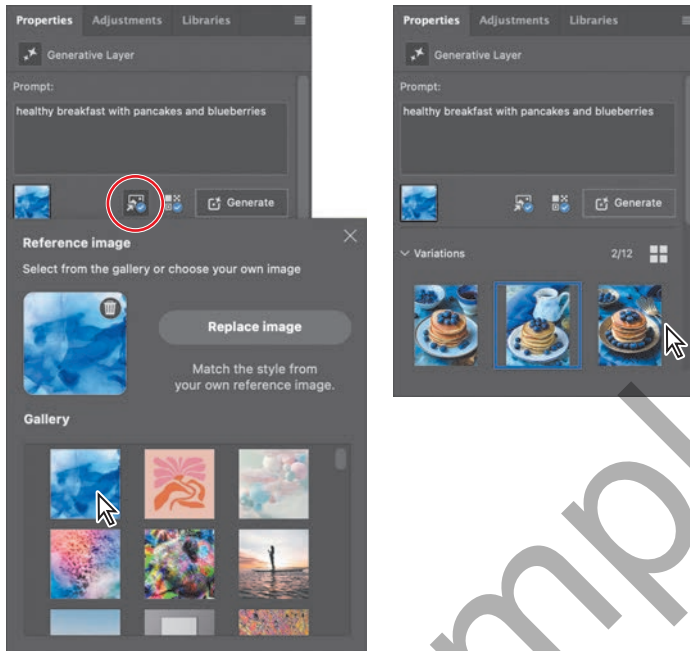 Properties Adjustments Libraries
Generative Layer
Prompt:
healthy breakfast with pancakes and blueberries
Generate
Reference image
Select from the gallery or choose your own image
Replace image
Match the style from
your own reference image.
Gallery
Properties Adjustments Libraries
Generative Layer
Prompt:
healthy breakfast with pancakes and blueberries
Generate
Variations 2/12